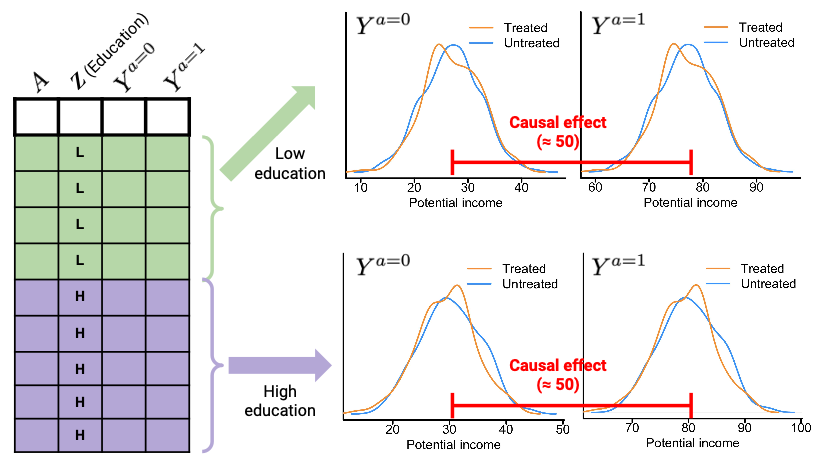 A Z (Education) Y^{a=0} Y^{a=1}
L
L
L
L
H
H
H
H
H
Low
education
High
education
Y^{a=0}
Treated
Untreated
10 20 30 40
Potential income
Y^{a=1}
Treated
Untreated
60 70 80 90
Potential income
Causal effect
(≈ 50)
Y^{a=0}
Treated
Untreated
20 30 40 50
Potential income
Y^{a=1}
Treated
Untreated
70 80 90 100
Potential income
Causal effect
(≈ 50)